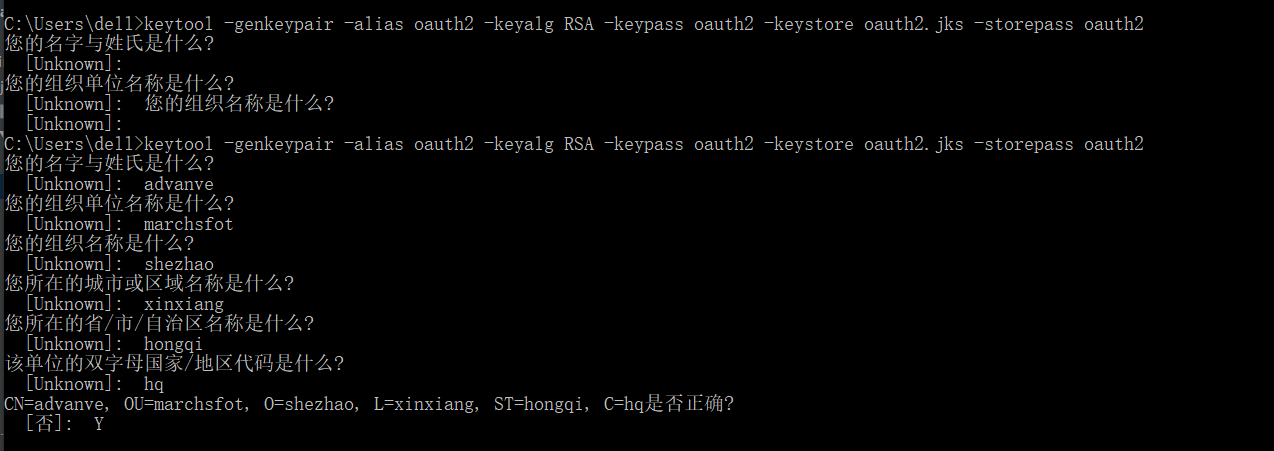 C:\Users\dell>keytool -genkeypair -alias oauth2 -keyalg RSA -keypass oauth2 -keystore oauth2.jks -storepass oauth2
您的名字与姓氏是什么?
[Unknown]:
您的组织单位名称是什么?
[Unknown]:  您的组织名称是什么?
[Unknown]:
C:\Users\dell>keytool -genkeypair -alias oauth2 -keyalg RSA -keypass oauth2 -keystore oauth2.jks -storepass oauth2
您的名字与姓氏是什么?
[Unknown]:  advanve
您的组织单位名称是什么?
[Unknown]:  marchsfot
您的组织名称是什么?
[Unknown]:  shezhao
您所在的城市或区域名称是什么?
[Unknown]:  xinxiang
您所在的省/市/自治区名称是什么?
[Unknown]:  hongqi
该单位的双字母国家/地区代码是什么?
[Unknown]:  hq
CN=advanve, OU=marchsfot, O=shezhao, L=xinxiang, ST=hongqi, C=hq是否正确?
[否]:  Y